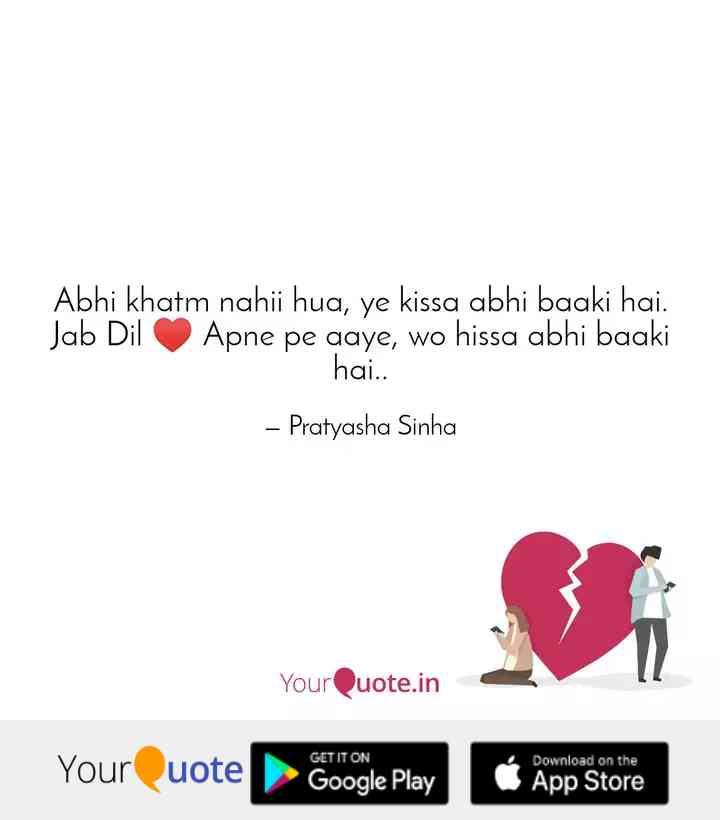 Abhi khatm nahii hua, ye kissa abhi baaki hai.
Jab Dil ♥️ Apne pe aaye, wo hissa abhi baaki
hai..
– Pratyasha Sinha
YourQuote.in
YourQuote
GET IT ON
Google Play
Download on the
App Store